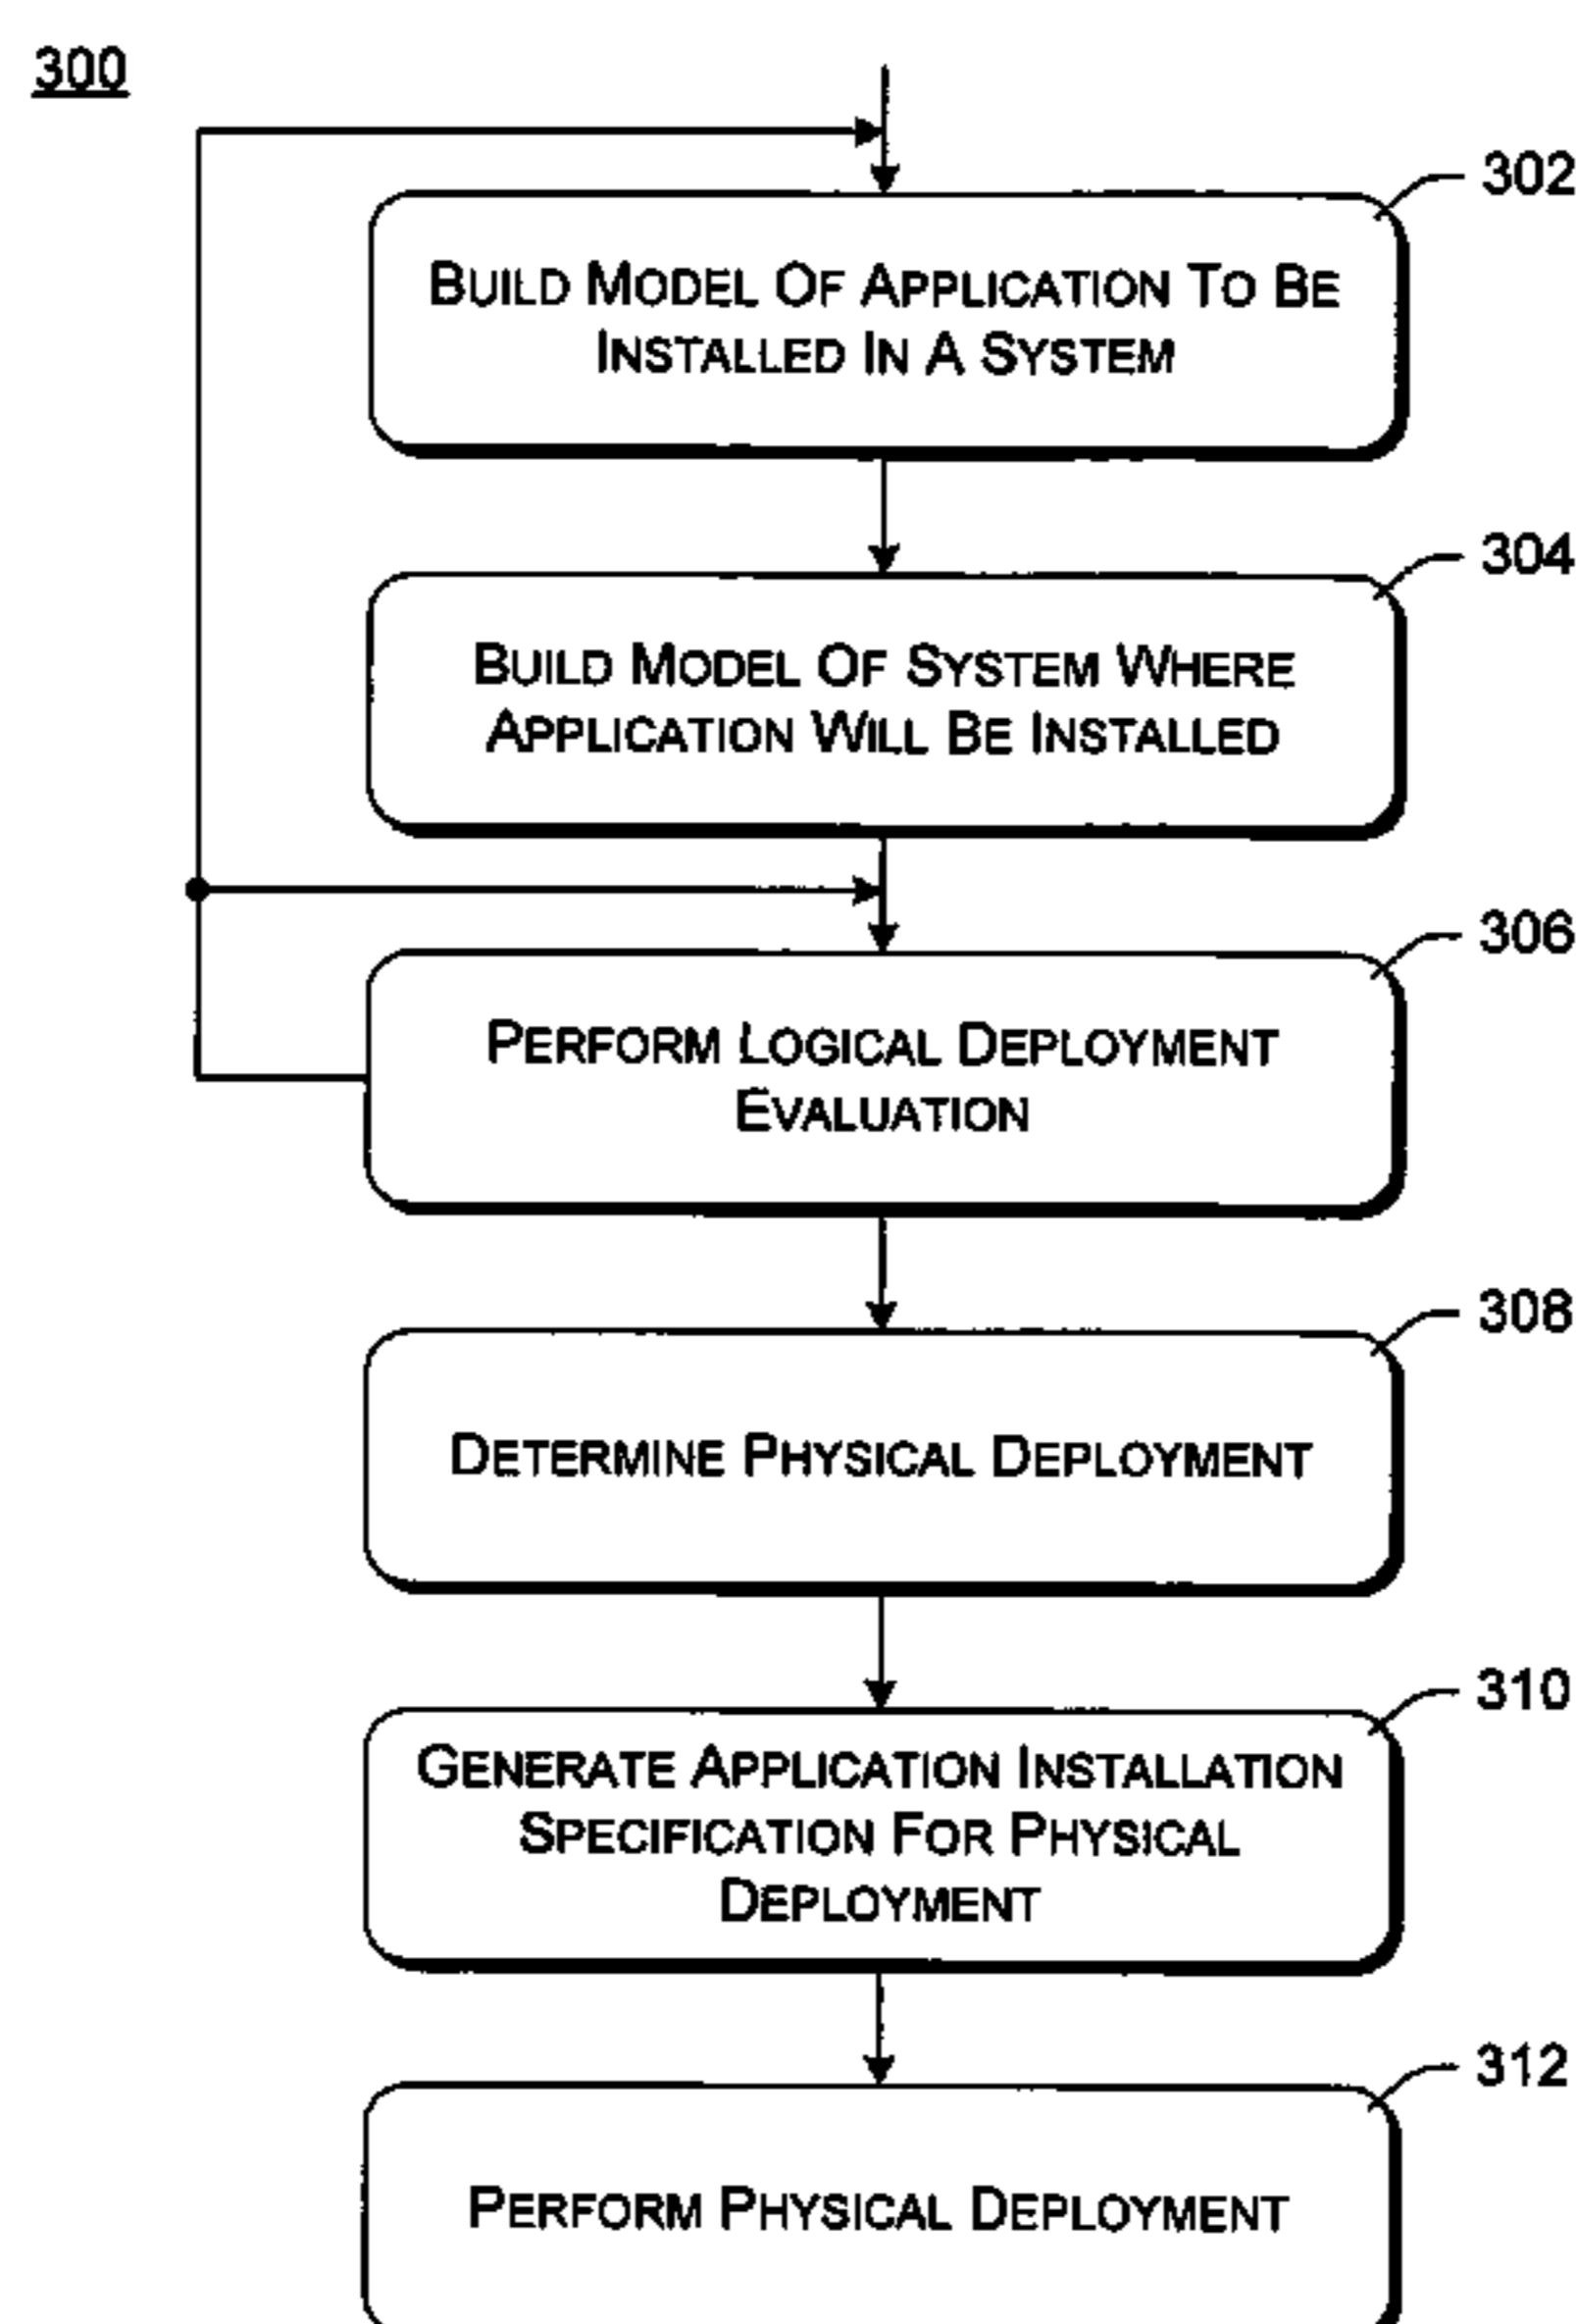 300
302
BUILD MODEL OF APPLICATION TO BE
INSTALLED IN A SYSTEM
304
BUILD MODEL OF SYSTEM WHERE
APPLICATION WILL BE INSTALLED
306
PERFORM LOGICAL DEPLOYMENT
EVALUATION
308
DETERMINE PHYSICAL DEPLOYMENT
310
GENERATE APPLICATION INSTALLATION
SPECIFICATION FOR PHYSICAL
DEPLOYMENT
312
PERFORM PHYSICAL DEPLOYMENT